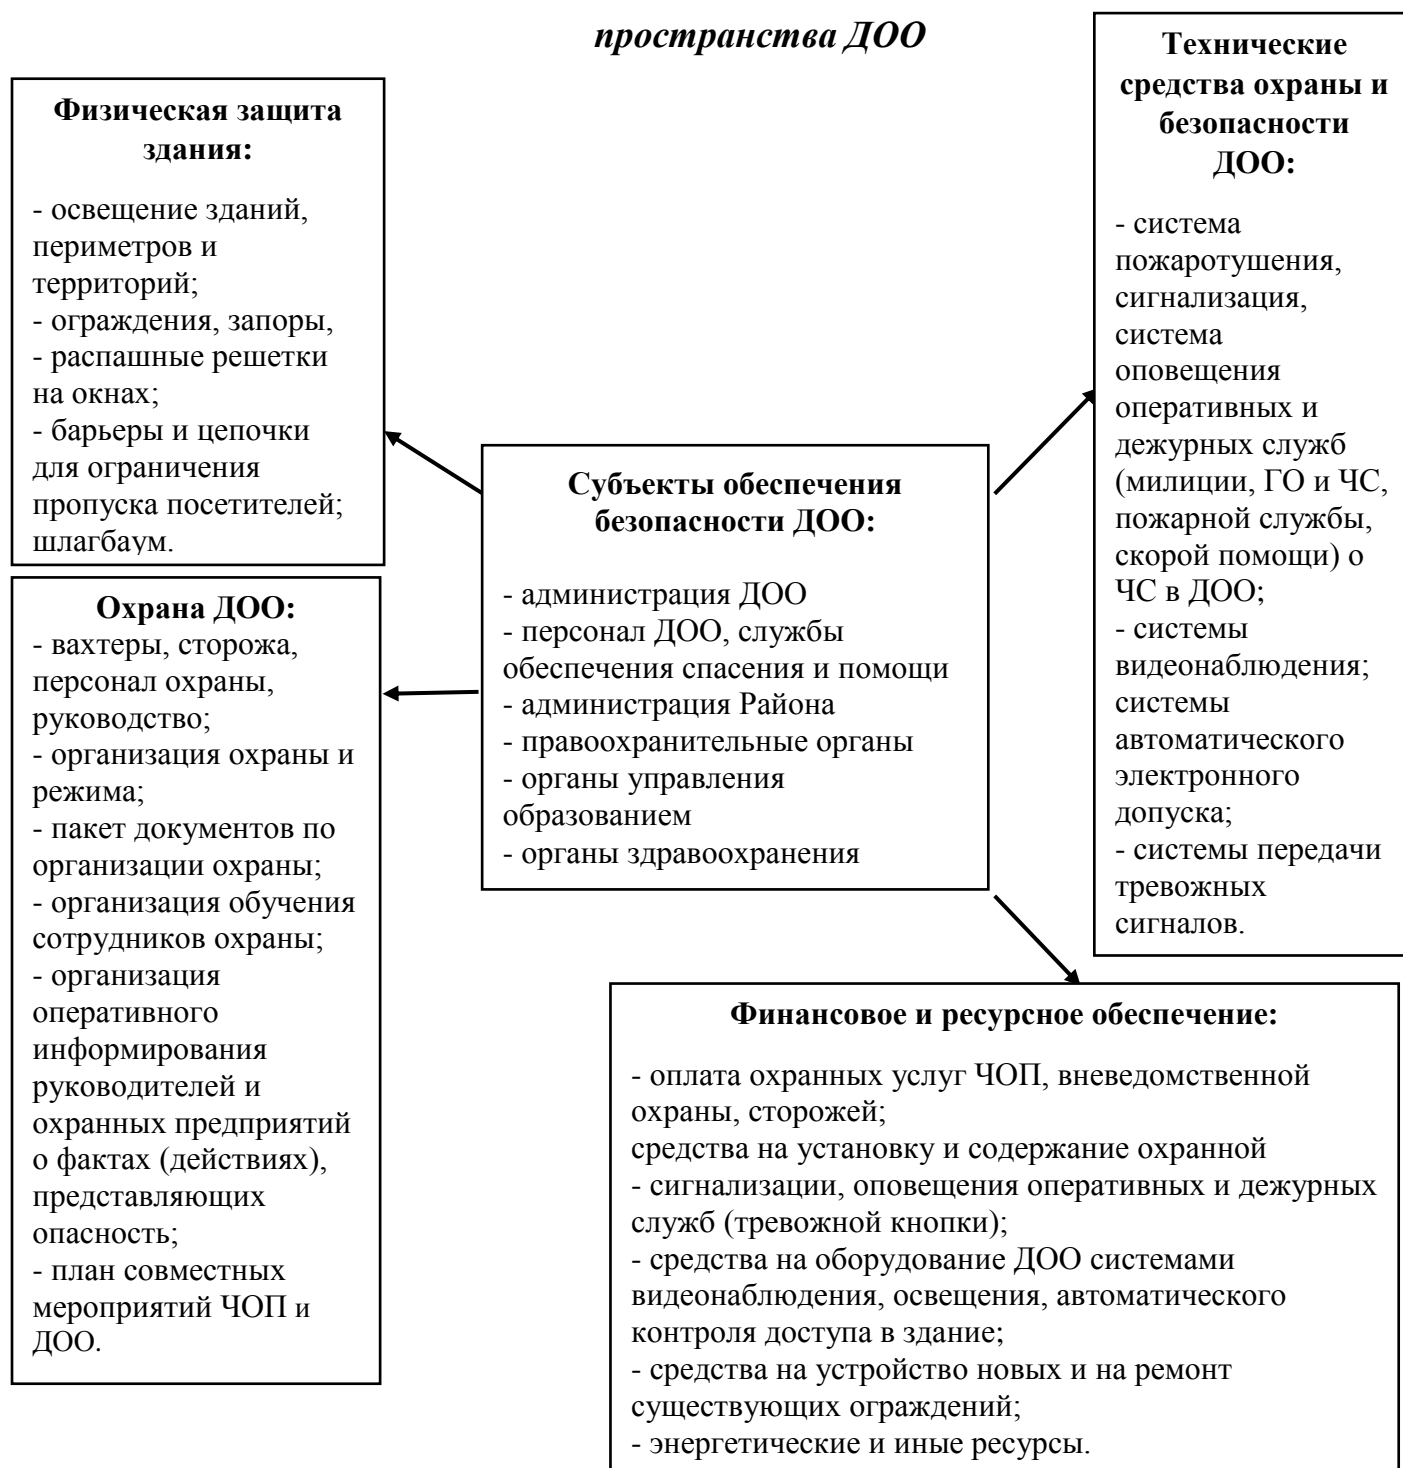 пространства ДОО
Физическая защита
здания:
- освещение зданий,
периметров и
территорий;
- ограждения, запоры,
- распашные решетки
на окнах;
- барьеры и цепочки
для ограничения
пропуска посетителей;
шлагбаум.
Охрана ДОО:
- вахтеры, сторожа,
персонал охраны,
руководство;
- организация охраны и
режима;
- пакет документов по
организации охраны;
- организация обучения
сотрудников охраны;
- организация
оперативного
информирования
руководителей и
охранных предприятий
о фактах (действиях),
представляющих
опасность;
- план совместных
мероприятий ЧОП и
ДОО.
Субъекты обеспечения
безопасности ДОО:
- администрация ДОО
- персонал ДОО, службы
обеспечения спасения и помощи
- администрация Района
- правоохранительные органы
- органы управления
образованием
- органы здравоохранения
Технические
средства охраны и
безопасности
ДОО:
- система
пожаротушения,
сигнализация,
система
оповещения
оперативных и
дежурных служб
(милиции, ГО и ЧС,
пожарной службы,
скорой помощи) о
ЧС в ДОО;
- системы
видеонаблюдения;
системы
автоматического
электронного
допуска;
- системы передачи
тревожных
сигналов.
Финансовое и ресурсное обеспечение:
- оплата охранных услуг ЧОП, вневедомственной
охраны, сторожей;
средства на установку и содержание охранной
- сигнализации, оповещения оперативных и дежурных
служб (тревожной кнопки);
- средства на оборудование ДОО системами
видеонаблюдения, освещения, автоматического
контроля доступа в здание;
- средства на устройство новых и на ремонт
существующих ограждений;
- энергетические и иные ресурсы.